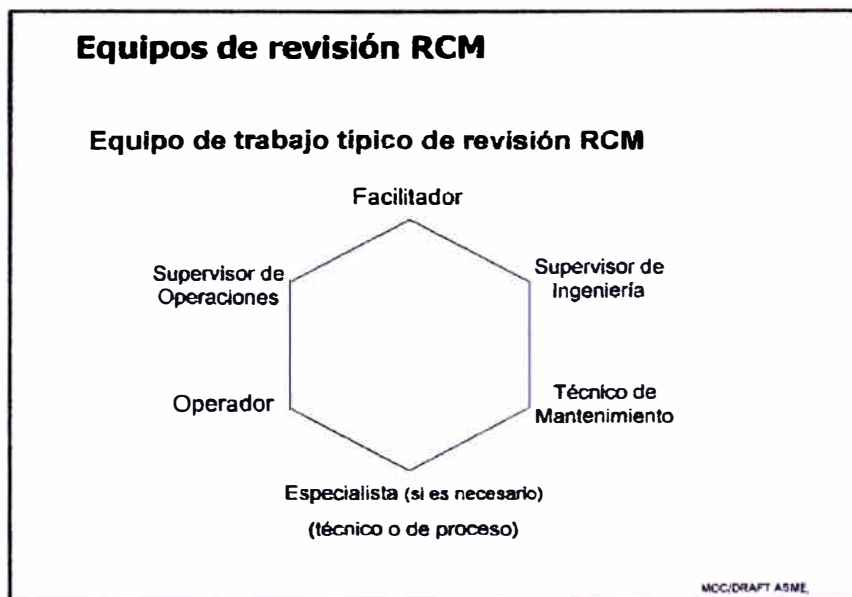 Equipos de revisión RCM
Equipo de trabajo típico de revisión RCM
Facilitador
Supervisor de
Operaciones
Supervisor de
Ingeniería
Operador
Técnico de
Mantenimiento
Especialista (si es necesario)
(técnico o de proceso)
MCC/DRAFT ASME